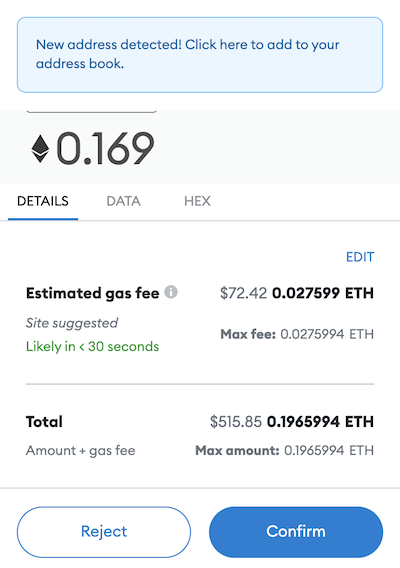 New address detected! Click here to add to your
address book.
0.169
DETAILS DATA HEX
EDIT
Estimated gas fee $72.42 0.027599 ETH
Site suggested Max fee: 0.0275994 ETH
Likely in < 30 seconds
Total $515.85 0.1965994 ETH
Amount + gas fee Max amount: 0.1965994 ETH
Reject Confirm